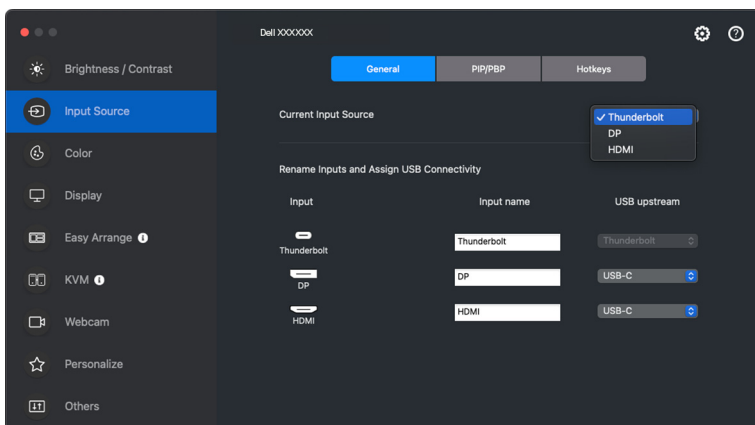 Dell XXXXXX
Brightness / Contrast
Input Source
Color
Display
Easy Arrange
KVM
Webcam
Personalize
Others
General PIP/PBP Hotkeys
Current Input Source
✓ Thunderbolt
DP
HDMI
Rename Inputs and Assign USB Connectivity
Input Input name USB upstream
Thunderbolt Thunderbolt Thunderbolt
DP DP USB-C
HDMI HDMI USB-C